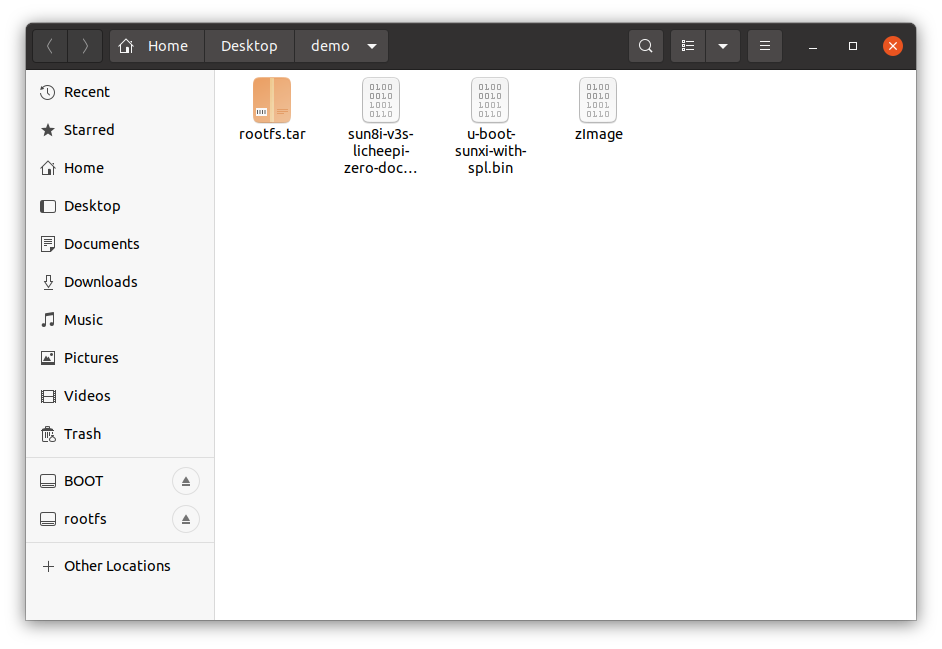 Home
Desktop
demo
Recent
Starred
Home
Desktop
Documents
Downloads
Music
Pictures
Videos
Trash
BOOT
rootfs
Other Locations
rootfs.tar
sun8i-v3s-
licheepi-
zero-doc…
u-boot-
sunxi-with-
spl.bin
zImage